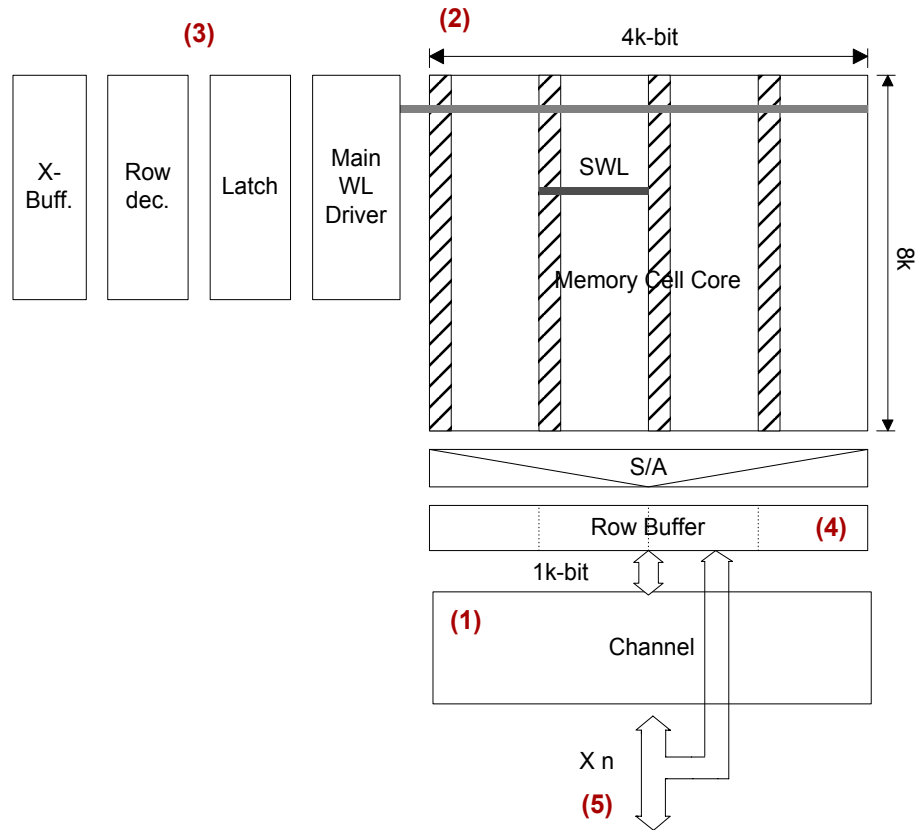 (2)
(3)
4k-bit
X-
Buff.
Row
dec.
Latch
Main
WL
Driver
SWL
Memory Cell Core
8k
S/A
Row Buffer
(4)
1k-bit
(1)
Channel
X n
(5)